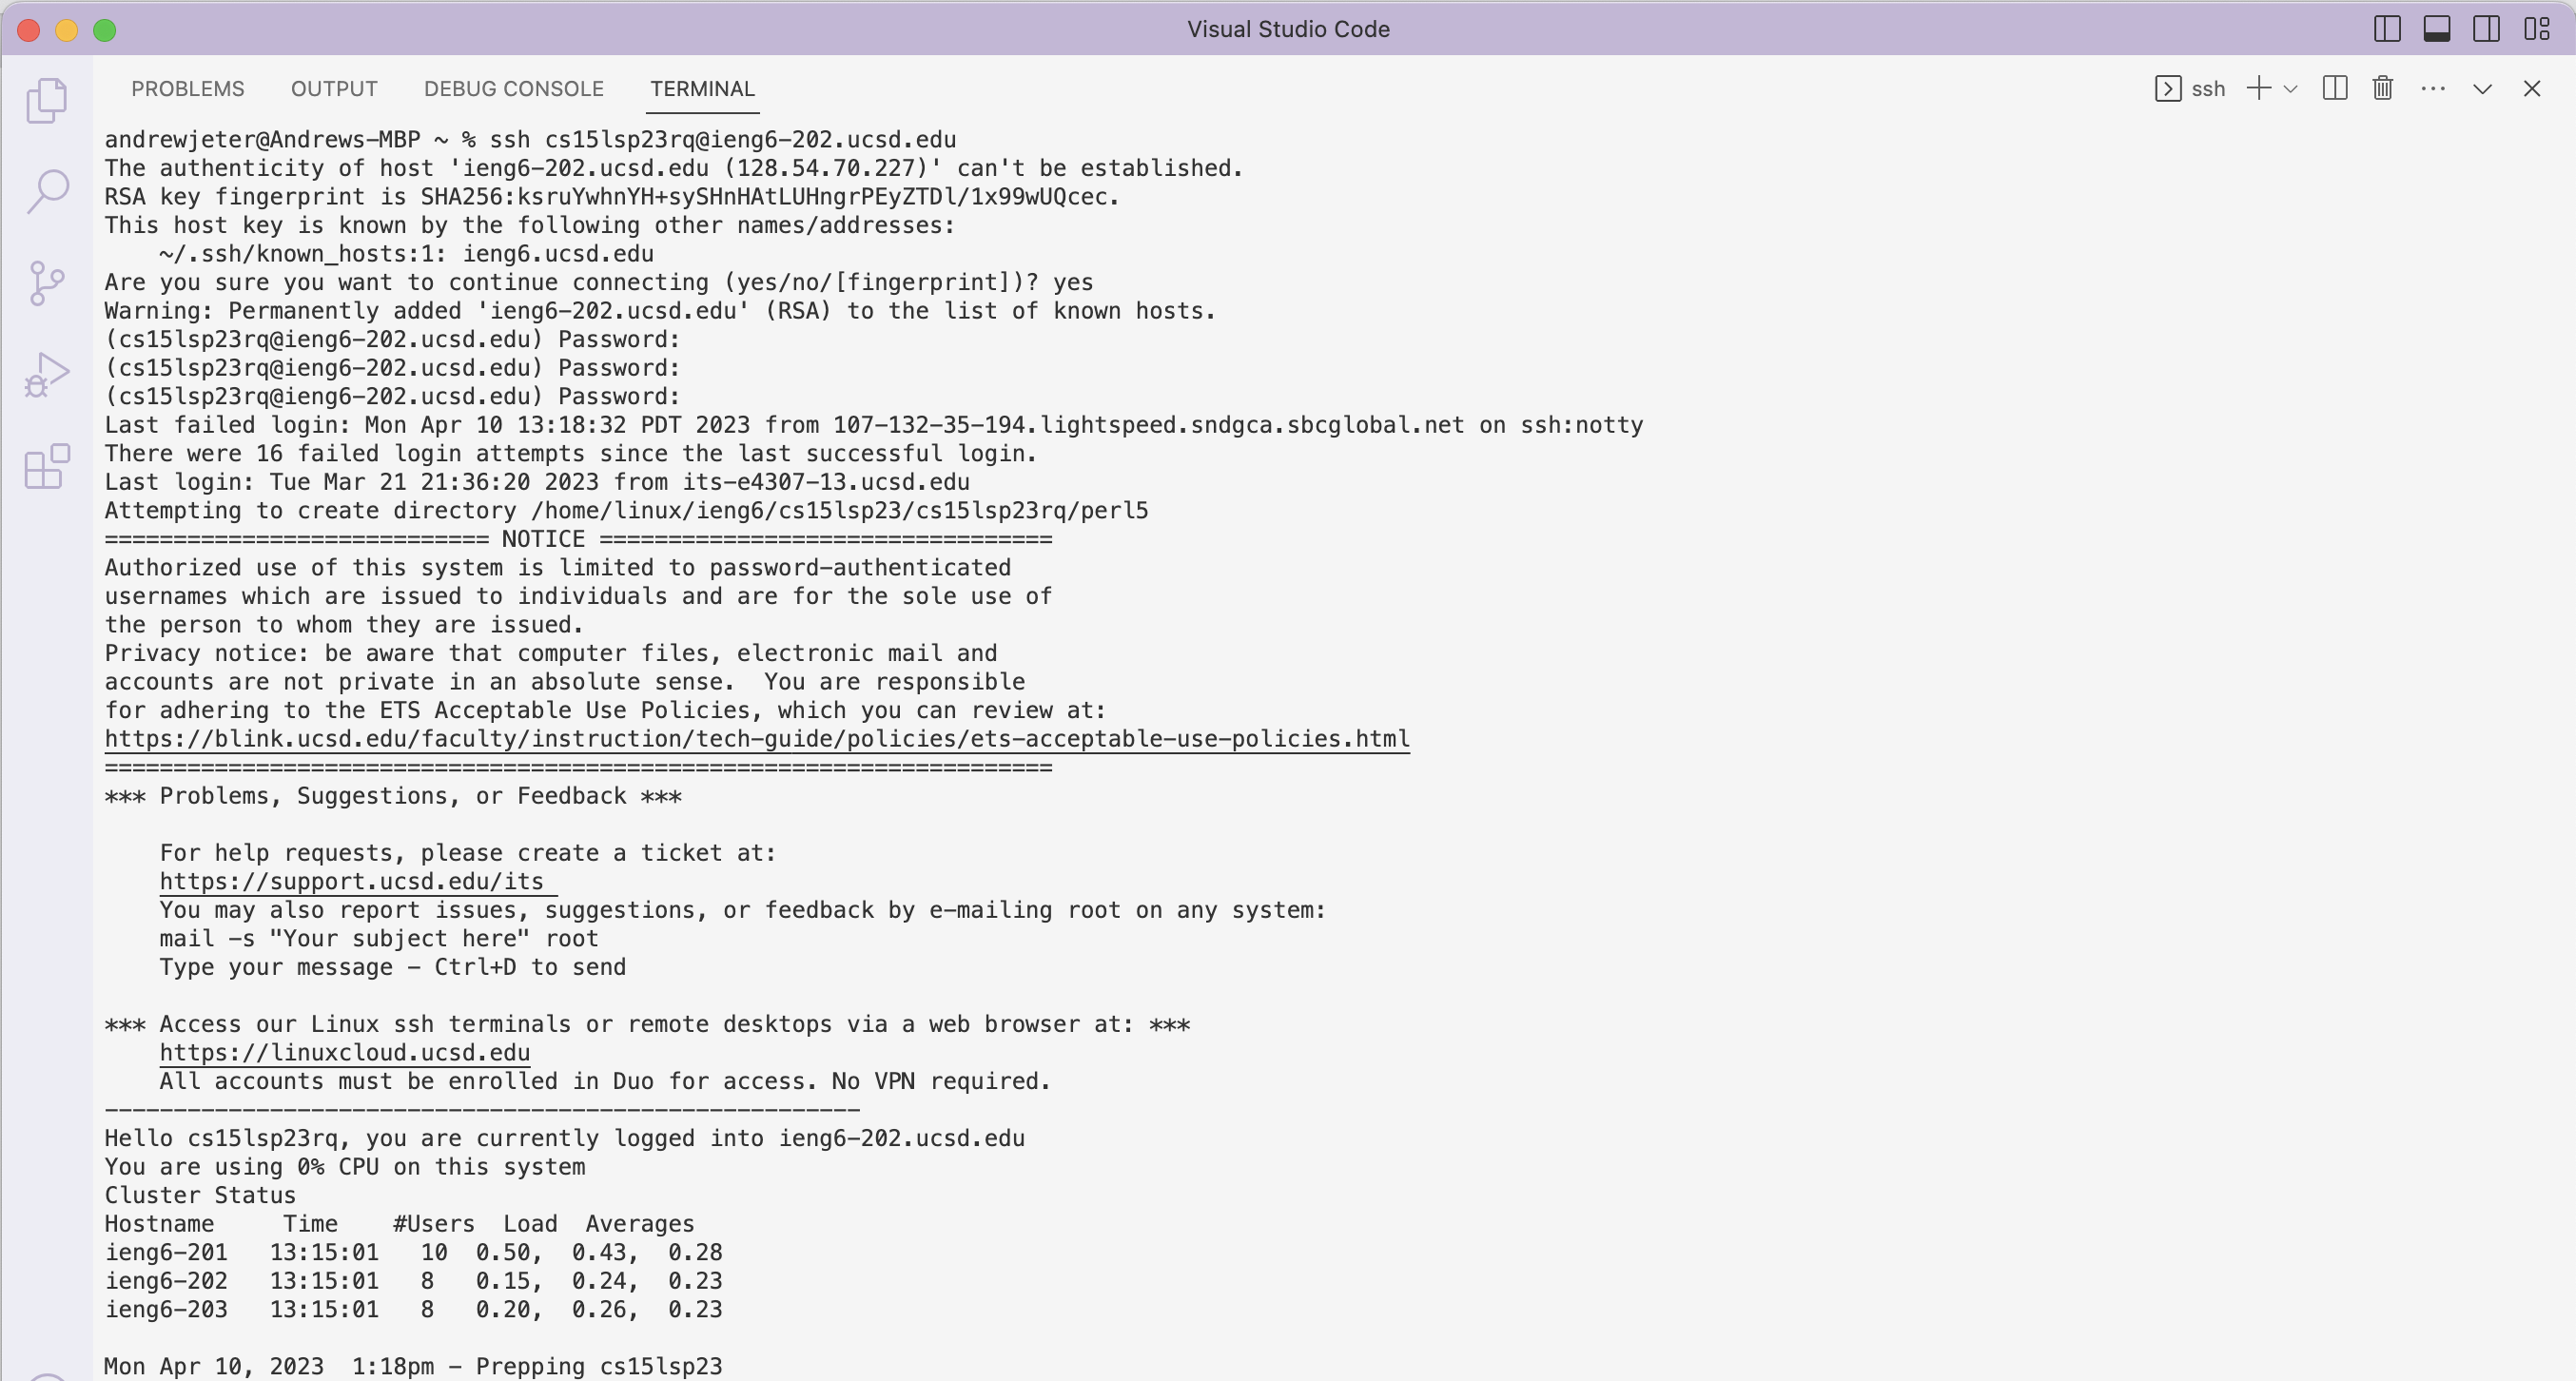 Visual Studio Code
PROBLEMS OUTPUT DEBUG CONSOLE TERMINAL ssh
andrewjeter@Andrews-MBP ~ % ssh cs15lsp23rq@ieng6-202.ucsd.edu
The authenticity of host 'ieng6-202.ucsd.edu (128.54.70.227)' can't be established.
RSA key fingerprint is SHA256:ksruYwhnYH+sySHnHAtLUHngrPEyZTDl/1x99wUQcec.
This host key is known by the following other names/addresses:
    ~/.ssh/known_hosts:1: ieng6.ucsd.edu
Are you sure you want to continue connecting (yes/no/[fingerprint])? yes
Warning: Permanently added 'ieng6-202.ucsd.edu' (RSA) to the list of known hosts.
(cs15lsp23rq@ieng6-202.ucsd.edu) Password:
(cs15lsp23rq@ieng6-202.ucsd.edu) Password:
(cs15lsp23rq@ieng6-202.ucsd.edu) Password:
Last failed login: Mon Apr 10 13:18:32 PDT 2023 from 107-132-35-194.lightspeed.sndgca.sbcglobal.net on ssh:notty
There were 16 failed login attempts since the last successful login.
Last login: Tue Mar 21 21:36:20 2023 from its-e4307-13.ucsd.edu
Attempting to create directory /home/linux/ieng6/cs15lsp23/cs15lsp23rq/perl5
============================ NOTICE =================================
Authorized use of this system is limited to password-authenticated
usernames which are issued to individuals and are for the sole use of
the person to whom they are issued.
Privacy notice: be aware that computer files, electronic mail and
accounts are not private in an absolute sense.  You are responsible
for adhering to the ETS Acceptable Use Policies, which you can review at:
https://blink.ucsd.edu/faculty/instruction/tech-guide/policies/ets-acceptable-use-policies.html
=====================================================================
*** Problems, Suggestions, or Feedback ***
    For help requests, please create a ticket at:
    https://support.ucsd.edu/its
    You may also report issues, suggestions, or feedback by e-mailing root on any system:
    mail -s "Your subject here" root
    Type your message - Ctrl+D to send
*** Access our Linux ssh terminals or remote desktops via a web browser at: ***
    https://linuxcloud.ucsd.edu
    All accounts must be enrolled in Duo for access. No VPN required.
-------------------------------------------------------
Hello cs15lsp23rq, you are currently logged into ieng6-202.ucsd.edu
You are using 0% CPU on this system
Cluster Status
Hostname     Time    #Users  Load  Averages
ieng6-201   13:15:01   10  0.50,  0.43,  0.28
ieng6-202   13:15:01   8   0.15,  0.24,  0.23
ieng6-203   13:15:01   8   0.20,  0.26,  0.23
Mon Apr 10, 2023  1:18pm - Prepping cs15lsp23